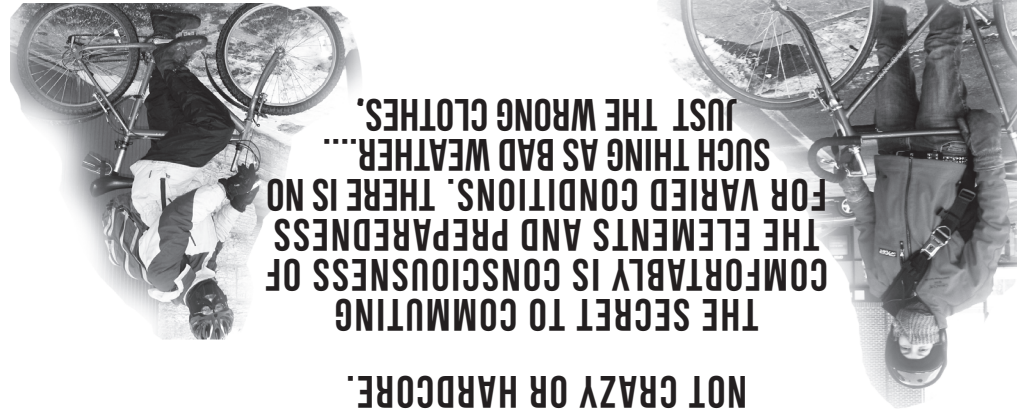 NOT CRAZY OR HARDCORE.
THE SECRET TO COMMUTING
COMFORTABLY IS CONSCIOUSNESS OF
THE ELEMENTS AND PREPAREDNESS
FOR VARIED CONDITIONS. THERE IS NO
SUCH THING AS BAD WEATHER....
JUST THE WRONG CLOTHES.